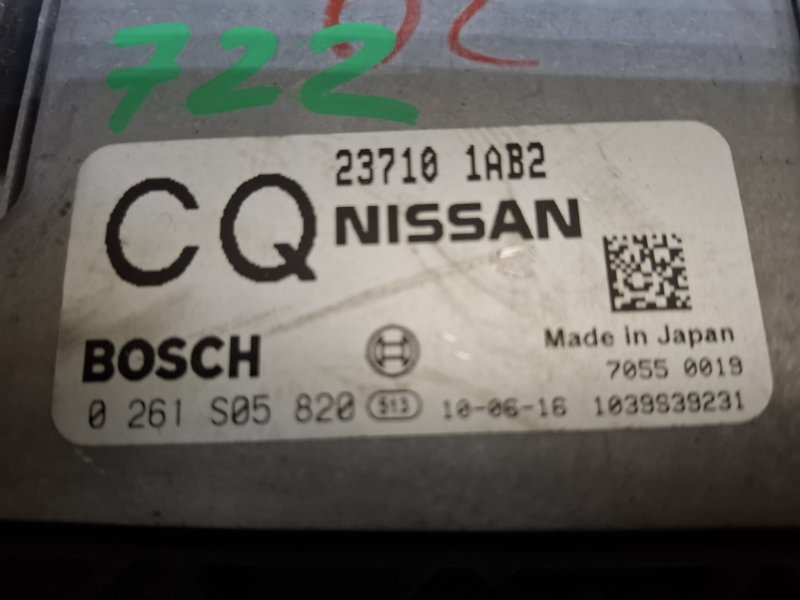 722
23710 1AB2
CQ NISSAN
Made in Japan
BOSCH
7055 0019
0 261 S05 820 513 10-06-16 1039S39231